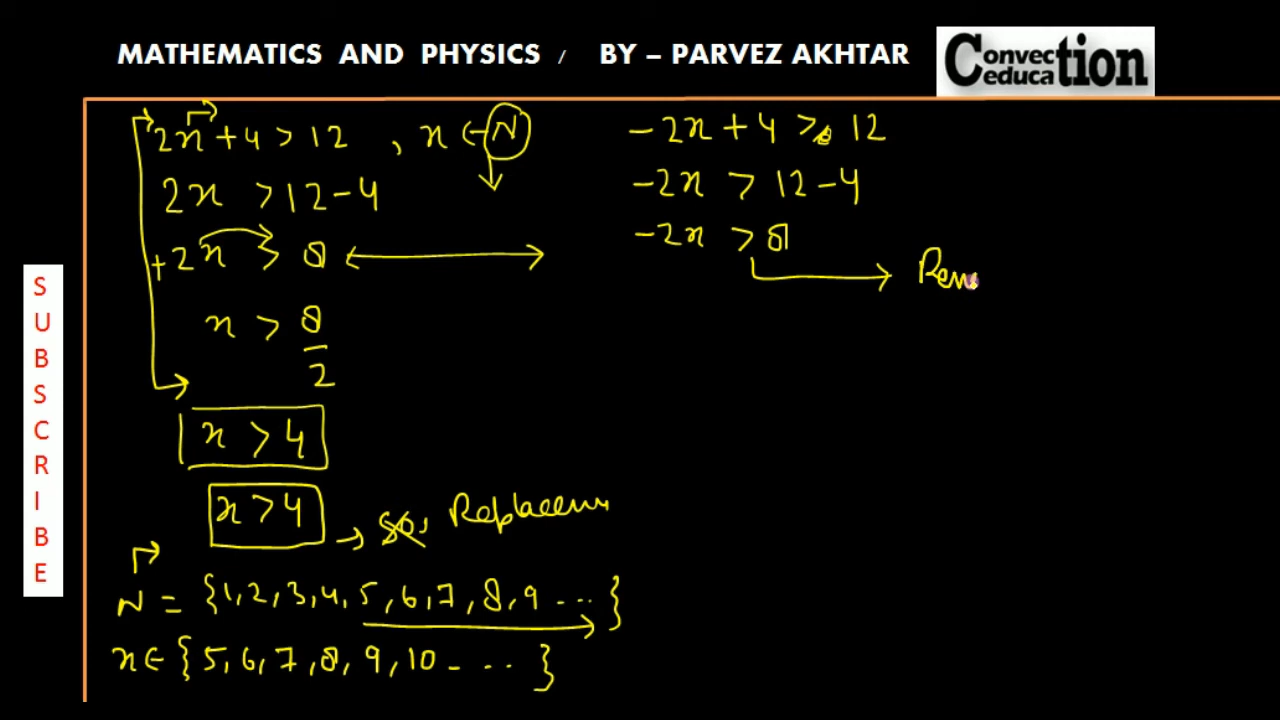 MATHEMATICS AND PHYSICS / BY – PARVEZ AKHTAR
Convection education
SUBSCRIBE
2x + 4 > 12 , x ∈ N
2x > 12 - 4
+2x > 8
x > 8/2
x > 4
x > 4
→ Replacem
N = {1, 2, 3, 4, 5, 6, 7, 8, 9 ...}
x ∈ {5, 6, 7, 8, 9, 10 - ...}
-2x + 4 > 12
-2x > 12 - 4
-2x > 8
Rem